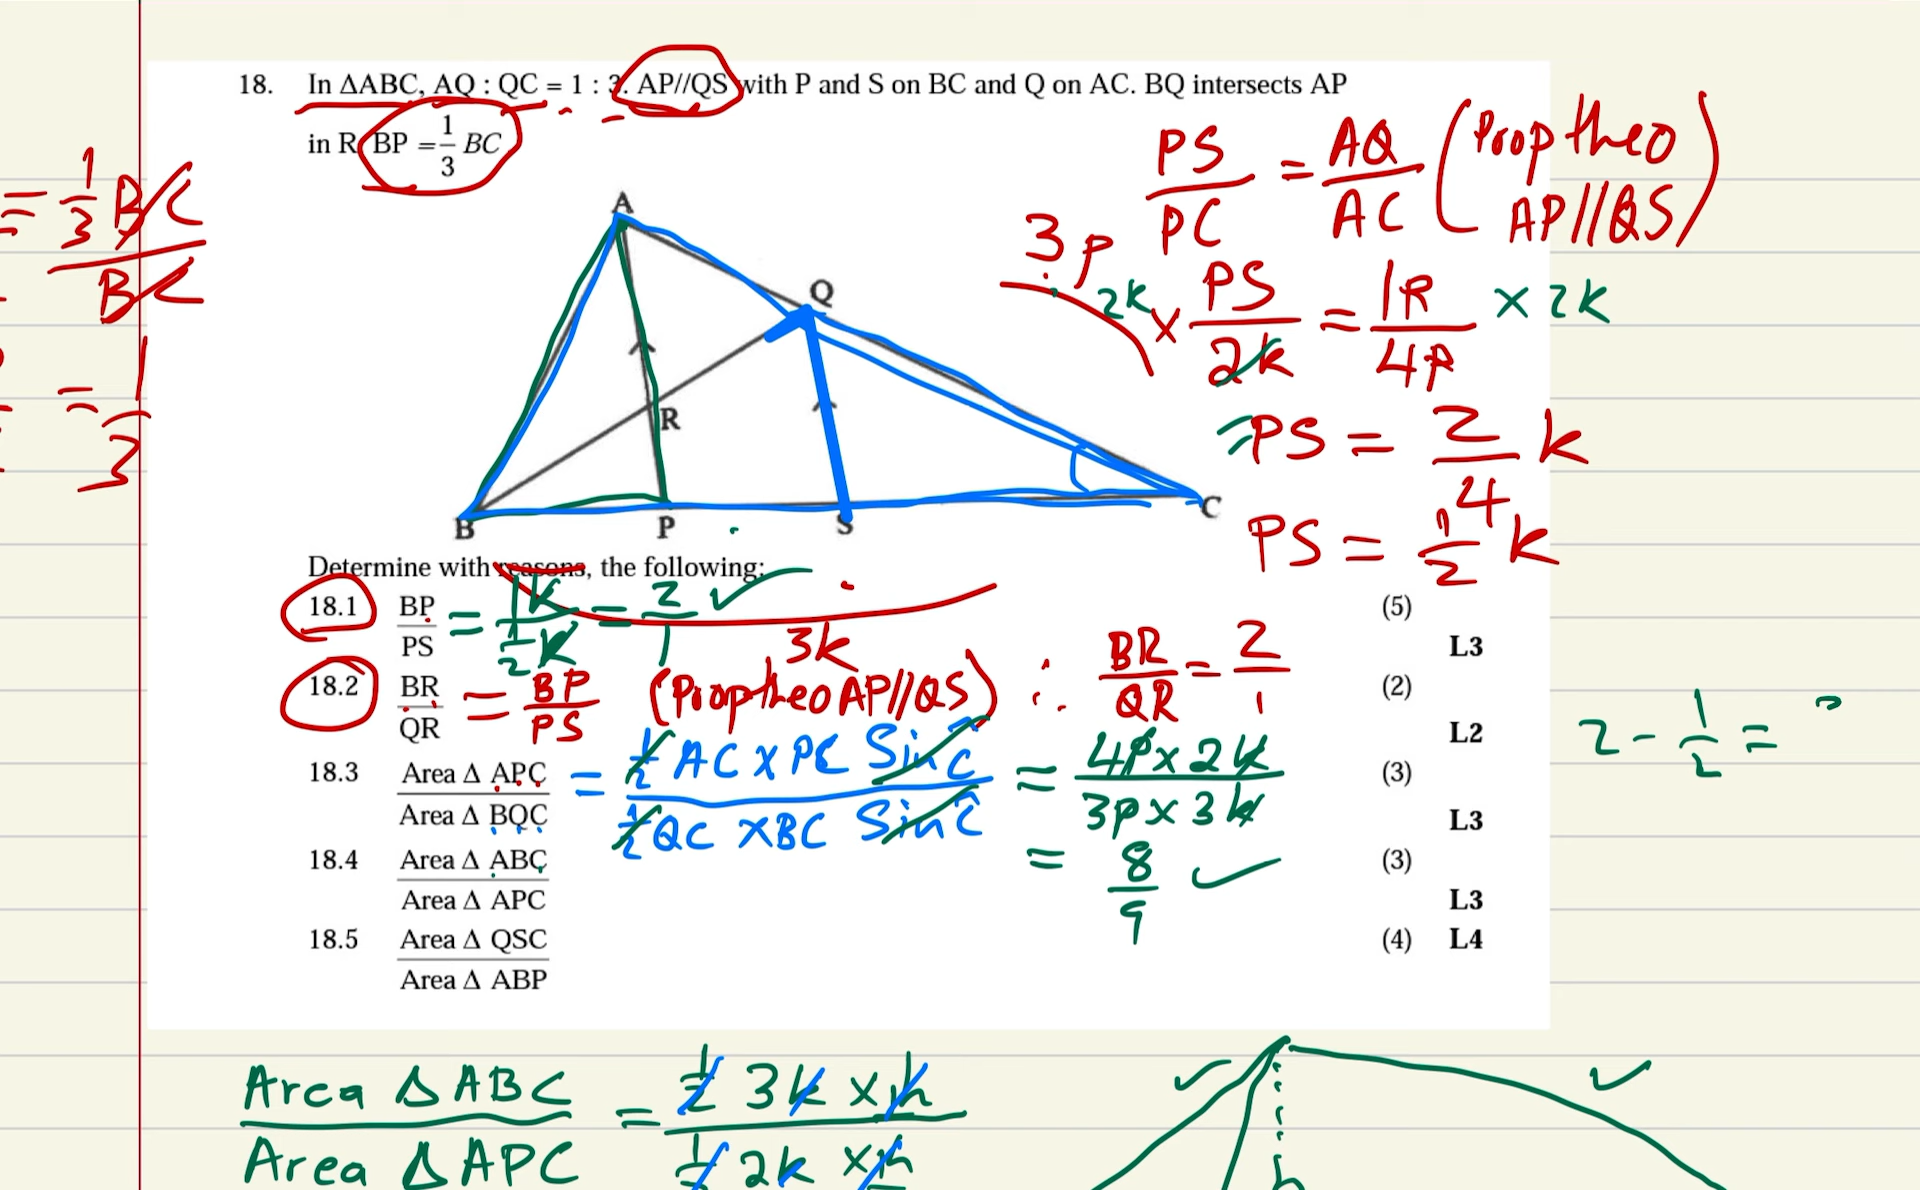 18. In ΔABC, AQ : QC = 1 : 3. AP//QS with P and S on BC and Q on AC. BQ intersects AP
in R. BP = 1/3 BC
= 1/3 BC / BC
= 1/3
PS/PC = AQ/AC (Prop theo AP//QS)
3p
2k × PS/2k = 1P/4P × 2k
PS = 2/4 k
PS = 1/2 k
A
Q
R
B
P
S
C
Determine with reasons, the following:
18.1 BP/PS = 1k / 1/2 k = 2/1 ✓ (5)
L3
3k
18.2 BR/QR = BP/PS (Prop theo AP//QS) ∴ BR/QR = 2/1 (2)
L2
2 - 1/2 =
18.3 Area Δ APC / Area Δ BQC = 1/2 AC × PC Sin Ĉ / 1/2 QC × BC Sin Ĉ = 4p × 2k / 3p × 3k (3)
L3
= 8/9 ✓
18.4 Area Δ ABC / Area Δ APC (3)
L3
18.5 Area Δ QSC / Area Δ ABP (4) L4
Area Δ ABC / Area Δ APC = 1/2 3k × h / 1/2 2k × h
h